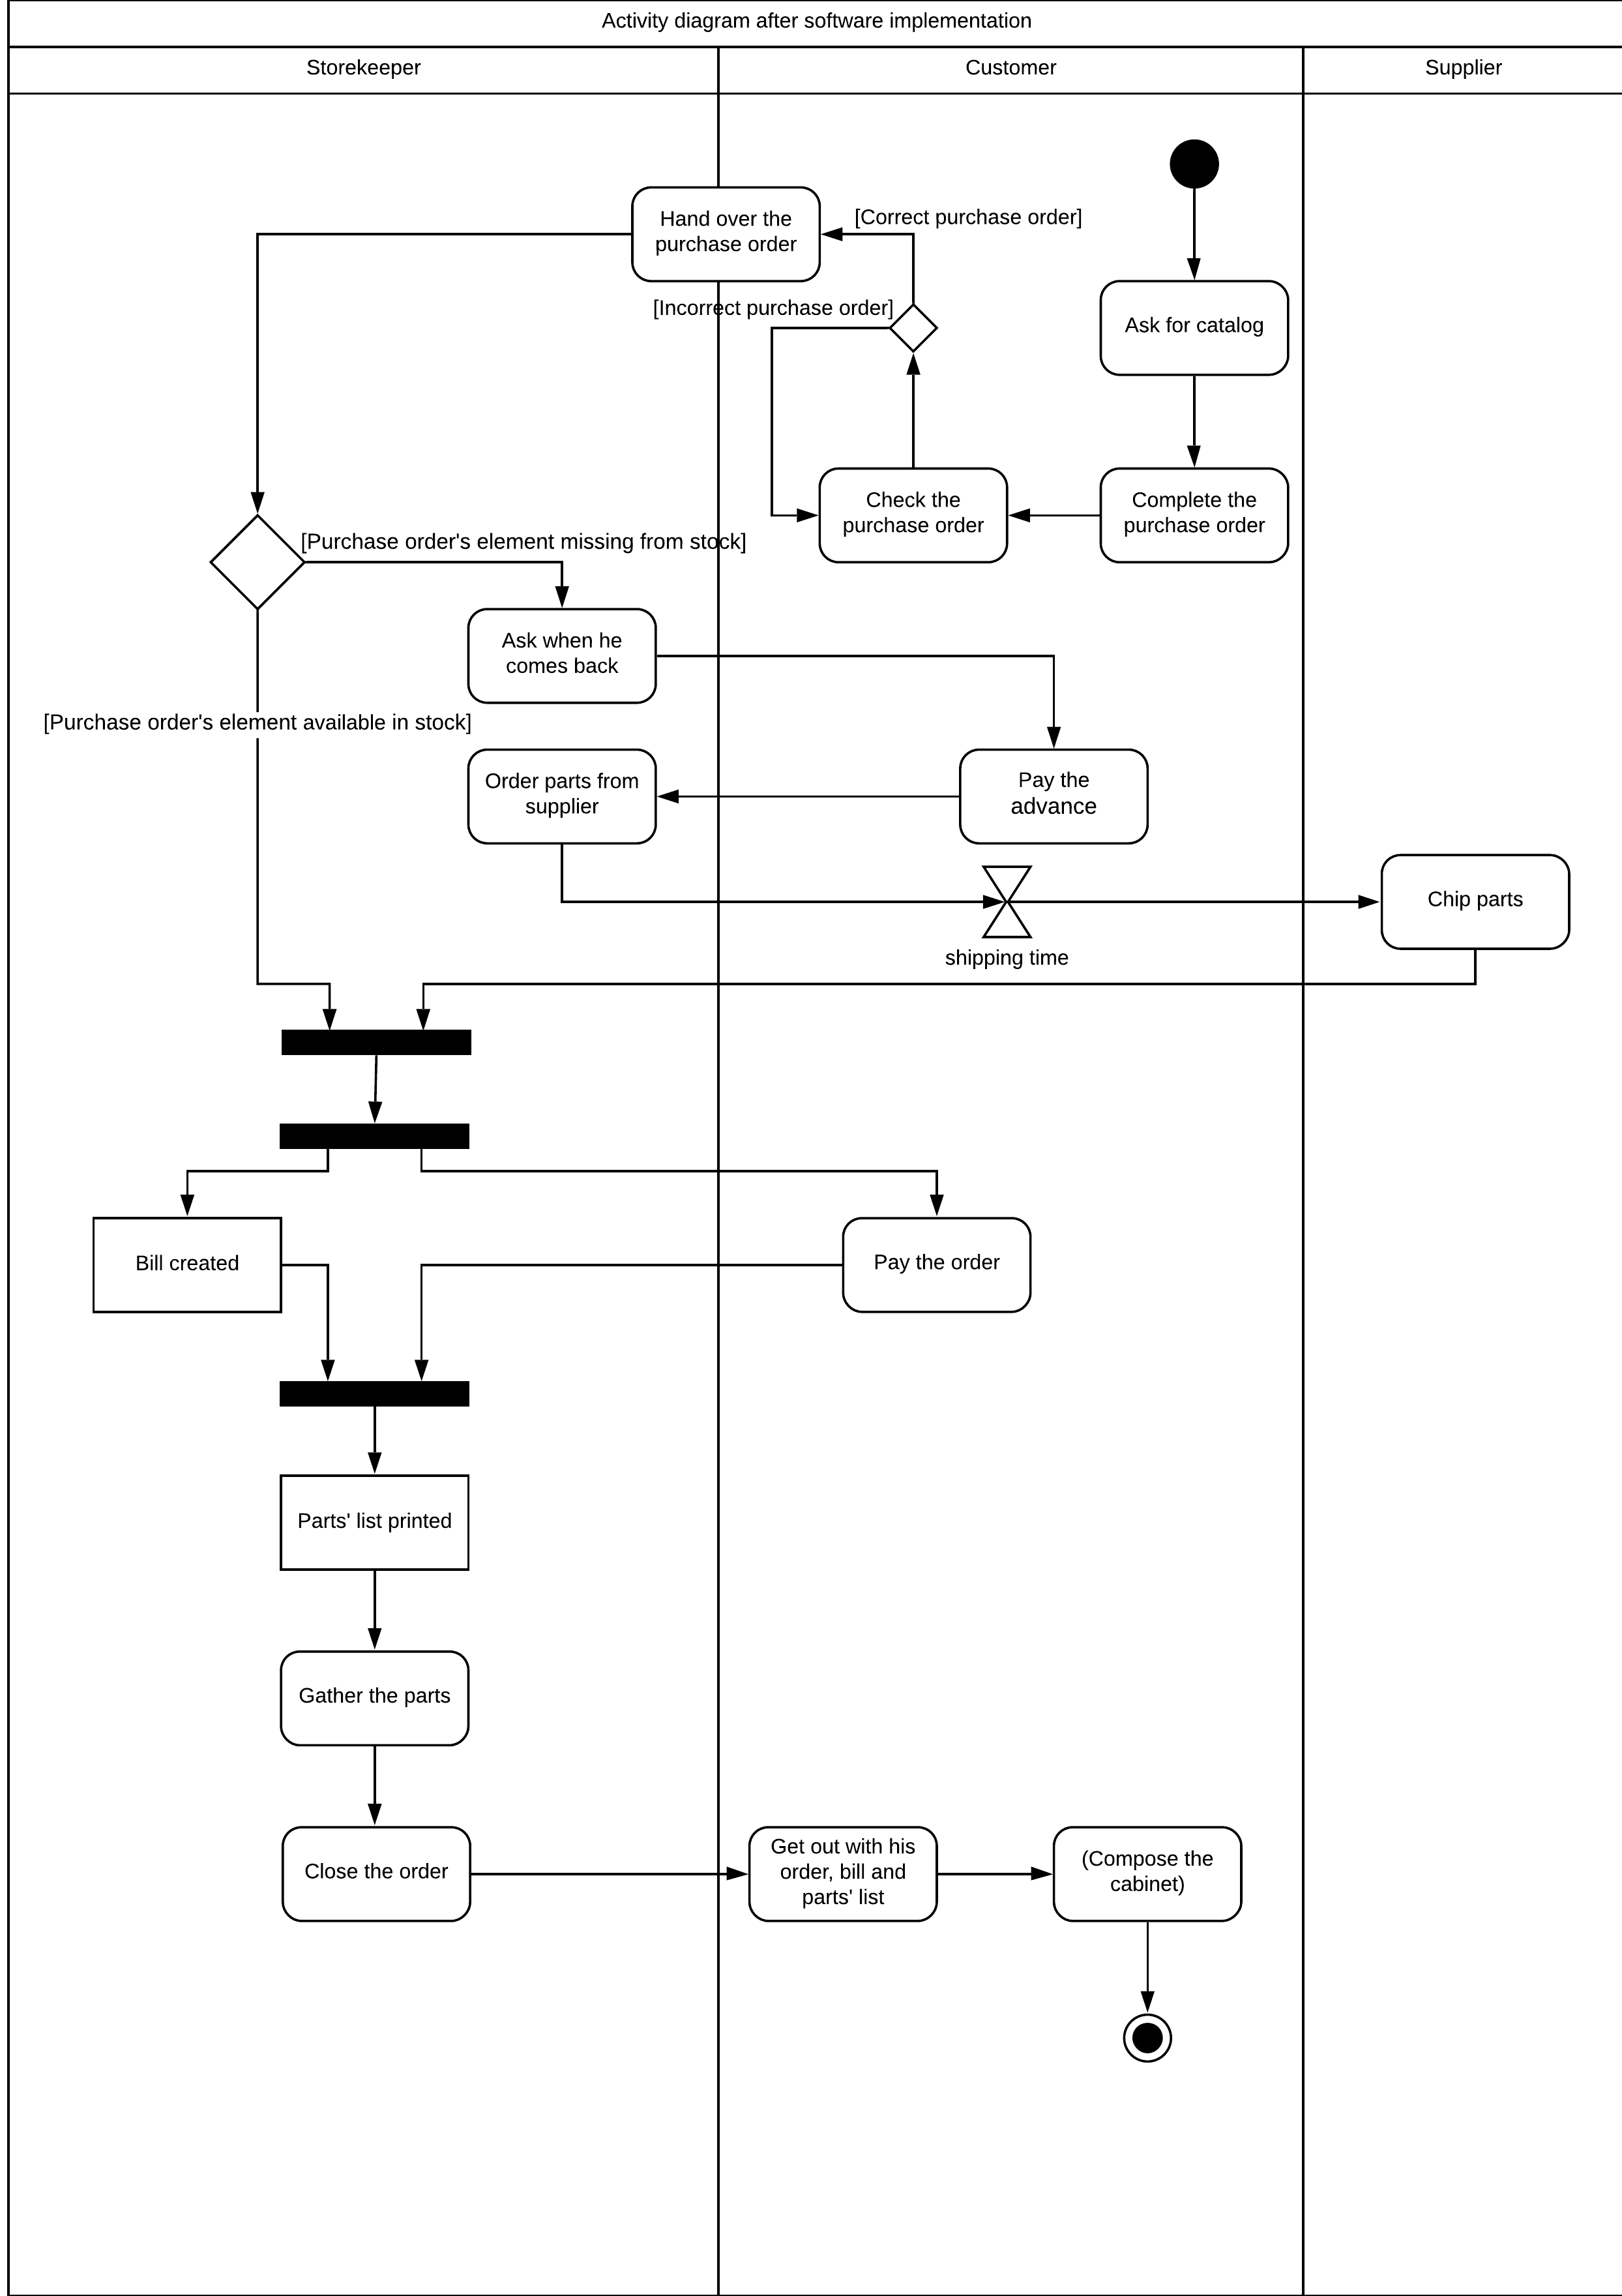 Activity diagram after software implementation
Storekeeper
Customer
Supplier
Hand over the
purchase order
[Correct purchase order]
[Incorrect purchase order]
Ask for catalog
Check the
purchase order
Complete the
purchase order
[Purchase order's element missing from stock]
Ask when he
comes back
[Purchase order's element available in stock]
Order parts from
supplier
Pay the
advance
Chip parts
shipping time
Bill created
Pay the order
Parts' list printed
Gather the parts
Close the order
Get out with his
order, bill and
parts' list
(Compose the
cabinet)